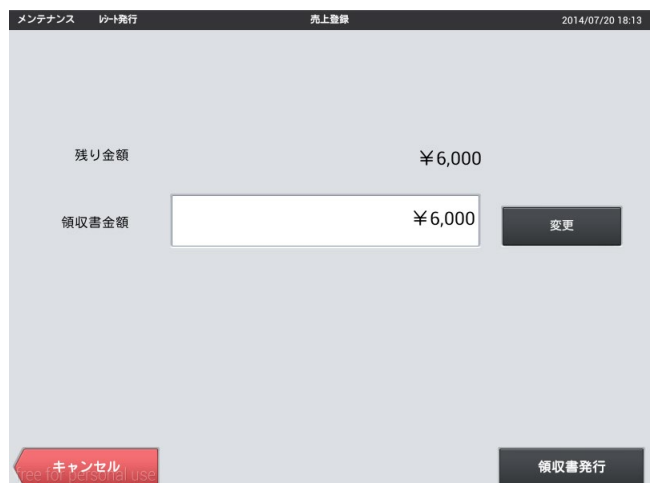 メンテナンス ﾚｼｰﾄ発行 売上登録 2014/07/20 18:13
残り金額 ¥6,000
領収書金額 ¥6,000 変更
キャンセル 領収書発行
free for personal use